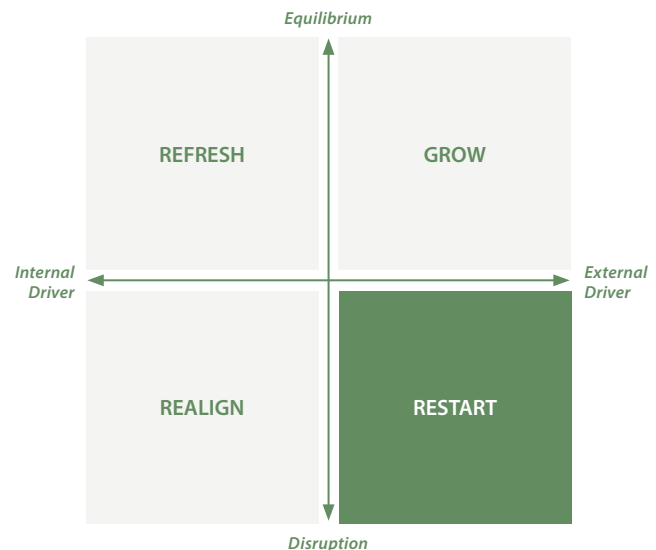 Equilibrium
REFRESH
GROW
Internal
Driver
External
Driver
REALIGN
RESTART
Disruption